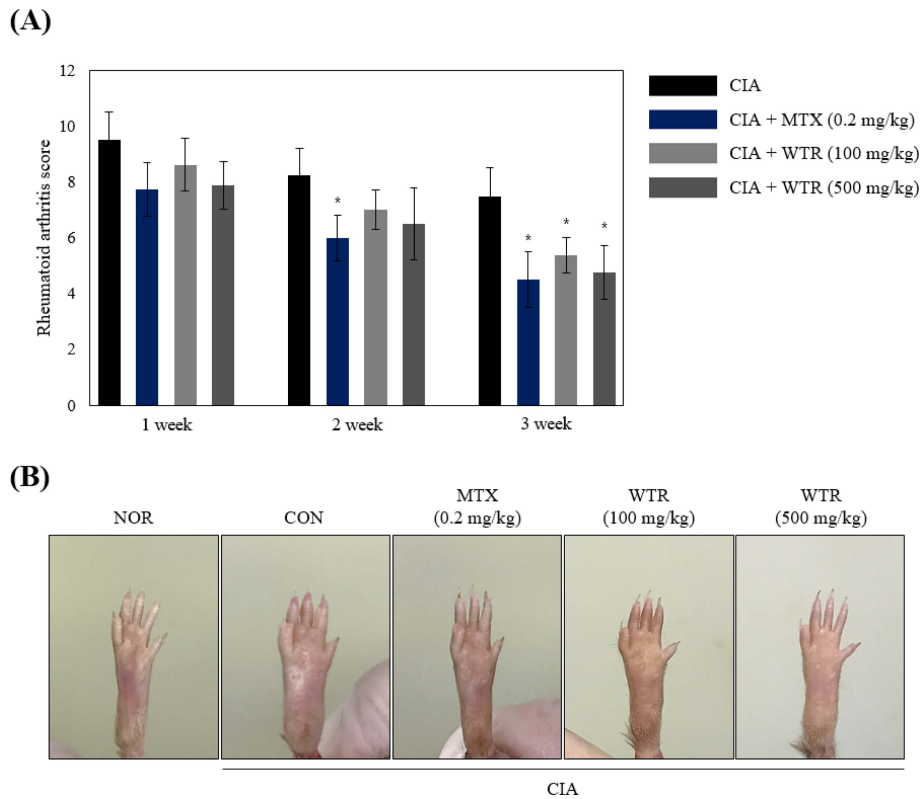 (A)
12
10
8
6
4
2
0
Rheumatoid arthritis score
*
*
*
*
1 week
2 week
3 week
CIA
CIA + MTX (0.2 mg/kg)
CIA + WTR (100 mg/kg)
CIA + WTR (500 mg/kg)
(B)
NOR
CON
MTX
(0.2 mg/kg)
WTR
(100 mg/kg)
WTR
(500 mg/kg)
CIA